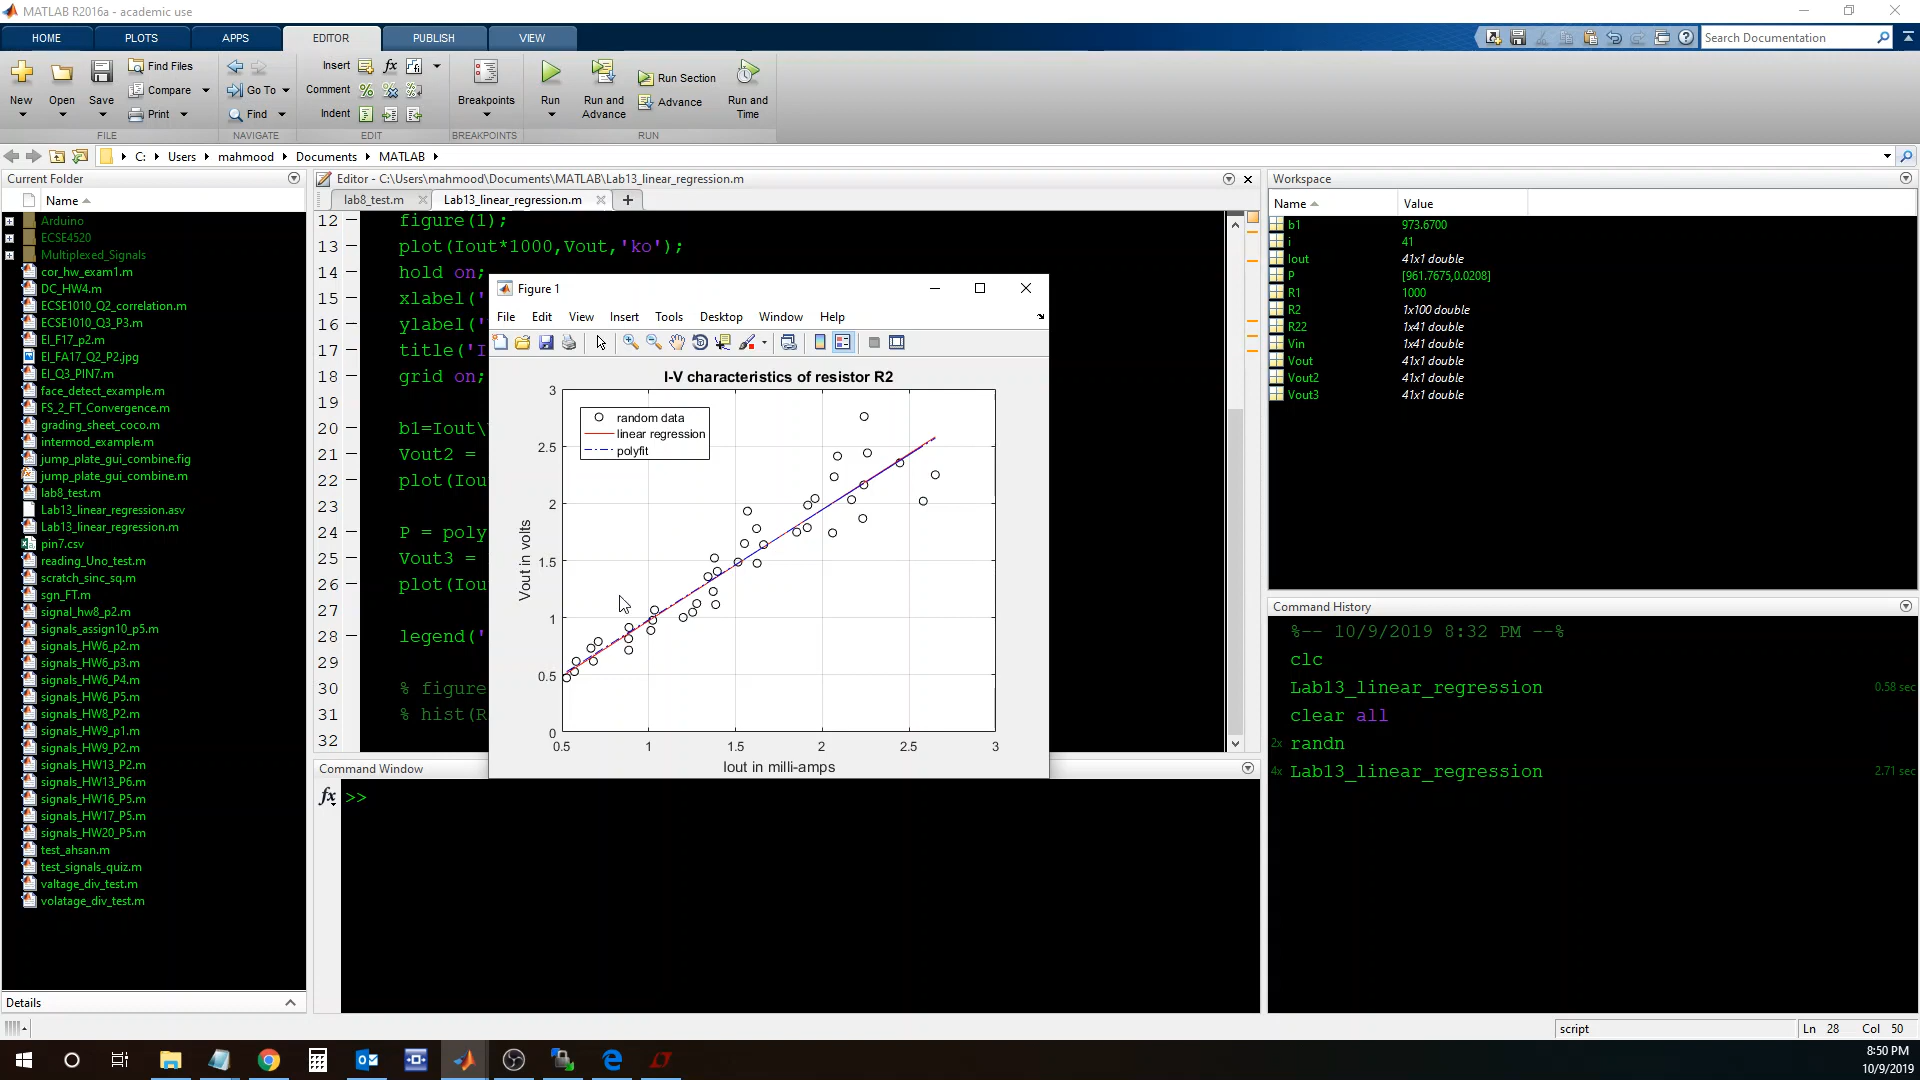 MATLAB R2016a - academic use
HOME PLOTS APPS EDITOR PUBLISH VIEW
Search Documentation
New Open Save
Find Files
Compare
Print
FILE
Go To
Find
NAVIGATE
Insert
Comment
Indent
EDIT
Breakpoints
BREAKPOINTS
Run
Run and Advance
Run Section
Advance
Run and Time
RUN
C: Users mahmood Documents MATLAB
Current Folder
Name
Arduino
ECSE4520
Multiplexed_Signals
cor_hw_exam1.m
DC_HW4.m
ECSE1010_Q2_correlation.m
ECSE1010_Q3_P3.m
EI_F17_p2.m
EI_FA17_Q2_P2.jpg
EI_Q3_PIN7.m
face_detect_example.m
FS_2_FT_Convergence.m
grading_sheet_coco.m
intermod_example.m
jump_plate_gui_combine.fig
jump_plate_gui_combine.m
lab8_test.m
Lab13_linear_regression.asv
Lab13_linear_regression.m
pin7.csv
reading_Uno_test.m
scratch_sinc_sq.m
sgn_FT.m
signal_hw8_p2.m
signals_assign10_p5.m
signals_HW6_p2.m
signals_HW6_p3.m
signals_HW6_P4.m
signals_HW6_P5.m
signals_HW8_P2.m
signals_HW9_p1.m
signals_HW9_P2.m
signals_HW13_P2.m
signals_HW13_P6.m
signals_HW16_P5.m
signals_HW17_P5.m
signals_HW20_P5.m
test_ahsan.m
test_signals_quiz.m
valtage_div_test.m
volatage_div_test.m
Details
Editor - C:\Users\mahmood\Documents\MATLAB\Lab13_linear_regression.m
lab8_test.m Lab13_linear_regression.m
12 figure(1);
13 plot(Iout*1000,Vout,'ko');
14 hold on;
15 xlabel('
16 ylabel('
17 title('I
18 grid on;
19
20 b1=Iout\
21 Vout2 =
22 plot(Iou
23
24 P = poly
25 Vout3 =
26 plot(Iou
27
28 legend('
29
30 % figure
31 % hist(R
32
Figure 1
File Edit View Insert Tools Desktop Window Help
I-V characteristics of resistor R2
random data
linear regression
polyfit
Vout in volts
3
2.5
2
1.5
1
0.5
0
0.5 1 1.5 2 2.5 3
Iout in milli-amps
Command Window
fx >>
Workspace
Name Value
b1 973.6700
i 41
Iout 41x1 double
P [961.7675,0.0208]
R1 1000
R2 1x100 double
R22 1x41 double
Vin 1x41 double
Vout 41x1 double
Vout2 41x1 double
Vout3 41x1 double
Command History
%-- 10/9/2019 8:32 PM --%
clc
Lab13_linear_regression 0.58 sec
clear all
2x randn
4x Lab13_linear_regression 2.71 sec
script Ln 28 Col 50
8:50 PM
10/9/2019